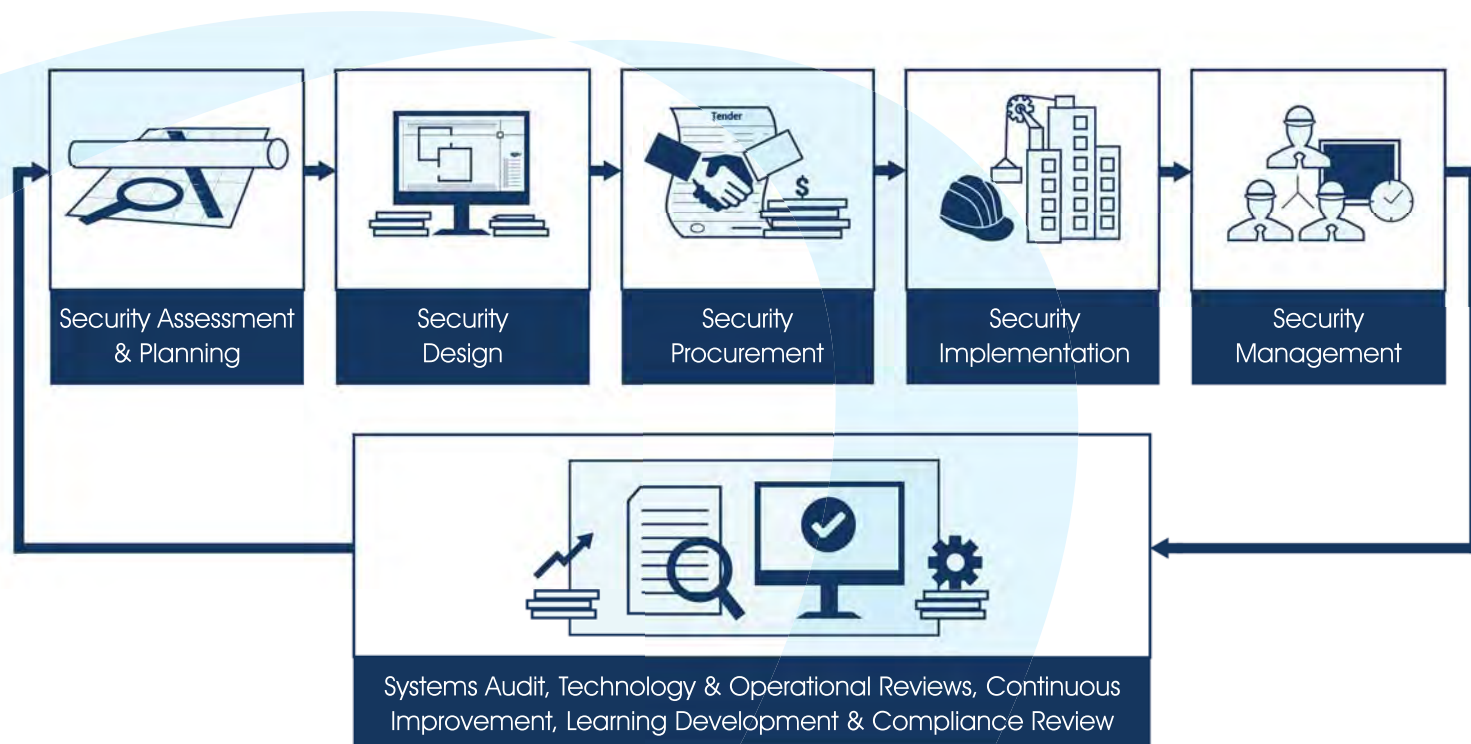 Tender
$
Security Assessment
& Planning
Security
Design
Security
Procurement
Security
Implementation
Security
Management
Systems Audit, Technology & Operational Reviews, Continuous
Improvement, Learning Development & Compliance Review